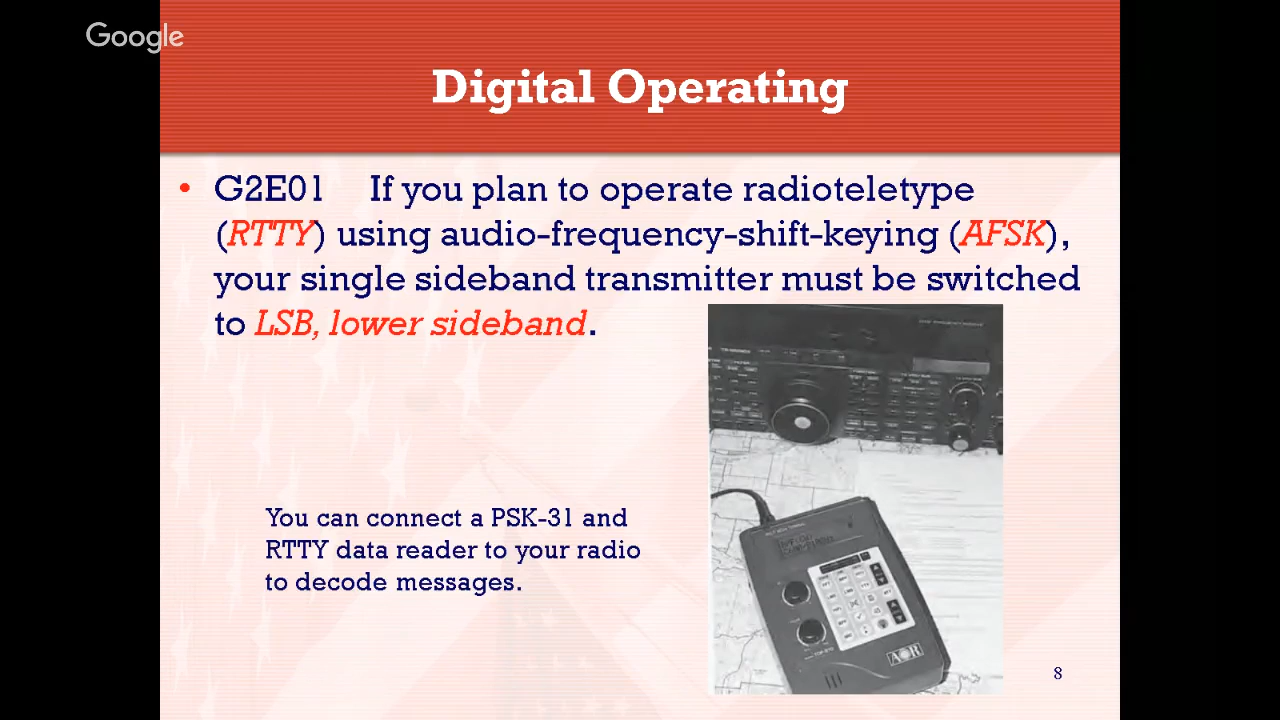 Google
Digital Operating
• G2E01 If you plan to operate radioteletype
(RTTY) using audio-frequency-shift-keying (AFSK),
your single sideband transmitter must be switched
to LSB, lower sideband.
You can connect a PSK-31 and
RTTY data reader to your radio
to decode messages.
AOR
8